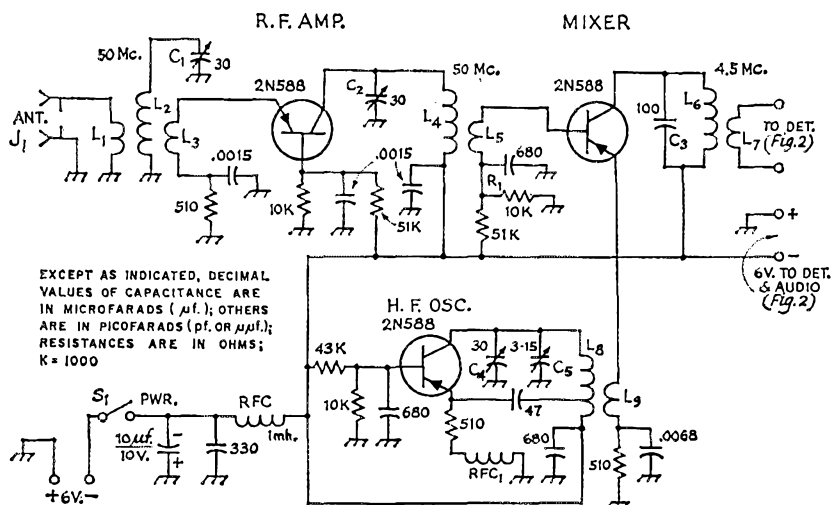 R.F. AMP.
MIXER
50 Mc.
C1
30
2N588
ANT.
J1
L1
L2
L3
.0015
510
10K
.0015
51K
C2
30
L4
50 Mc.
L5
680
R1
10K
51K
2N588
4.5 Mc.
100
C3
L6
L7
TO DET.
(Fig.2)
+
-
6V. TO DET.
& AUDIO
(Fig.2)
EXCEPT AS INDICATED, DECIMAL
VALUES OF CAPACITANCE ARE
IN MICROFARADS (μf.); OTHERS
ARE IN PICOFARADS (pf. OR μμf.);
RESISTANCES ARE IN OHMS;
K = 1000
H.F. OSC.
2N588
43K
10K
680
30
C4
3-15
C5
L8
L9
510
47
RFC1
680
510
.0068
S1
PWR.
10μf.
10V.
-
+
330
RFC
1mh.
+6V.-